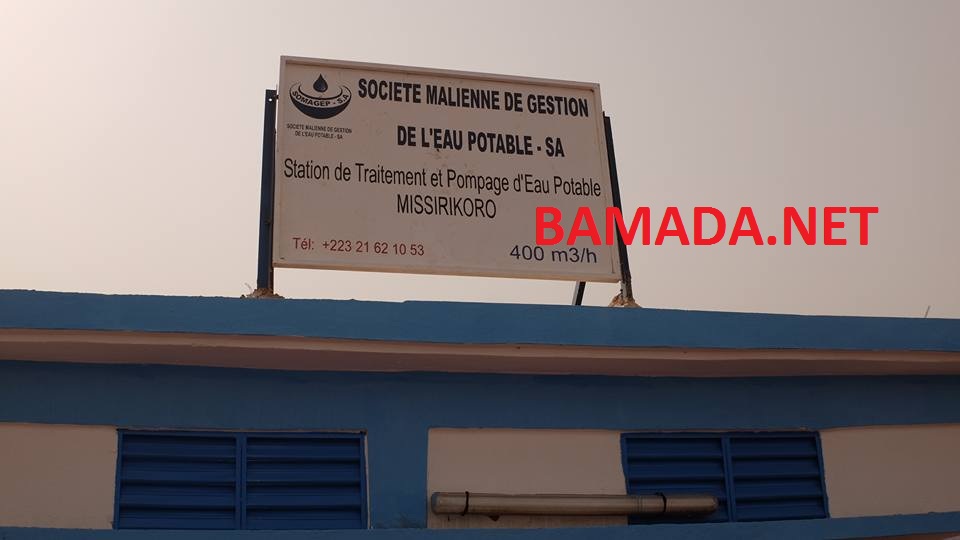 SOMAGEP - S.A
SOCIETE MALIENNE DE GESTION
DE L'EAU POTABLE - SA
SOCIETE MALIENNE DE GESTION
DE L'EAU POTABLE - SA
Station de Traitement et Pompage d'Eau Potable
MISSIRIKORO
Tél: +223 21 62 10 53
400 m3/h
BAMADA.NET